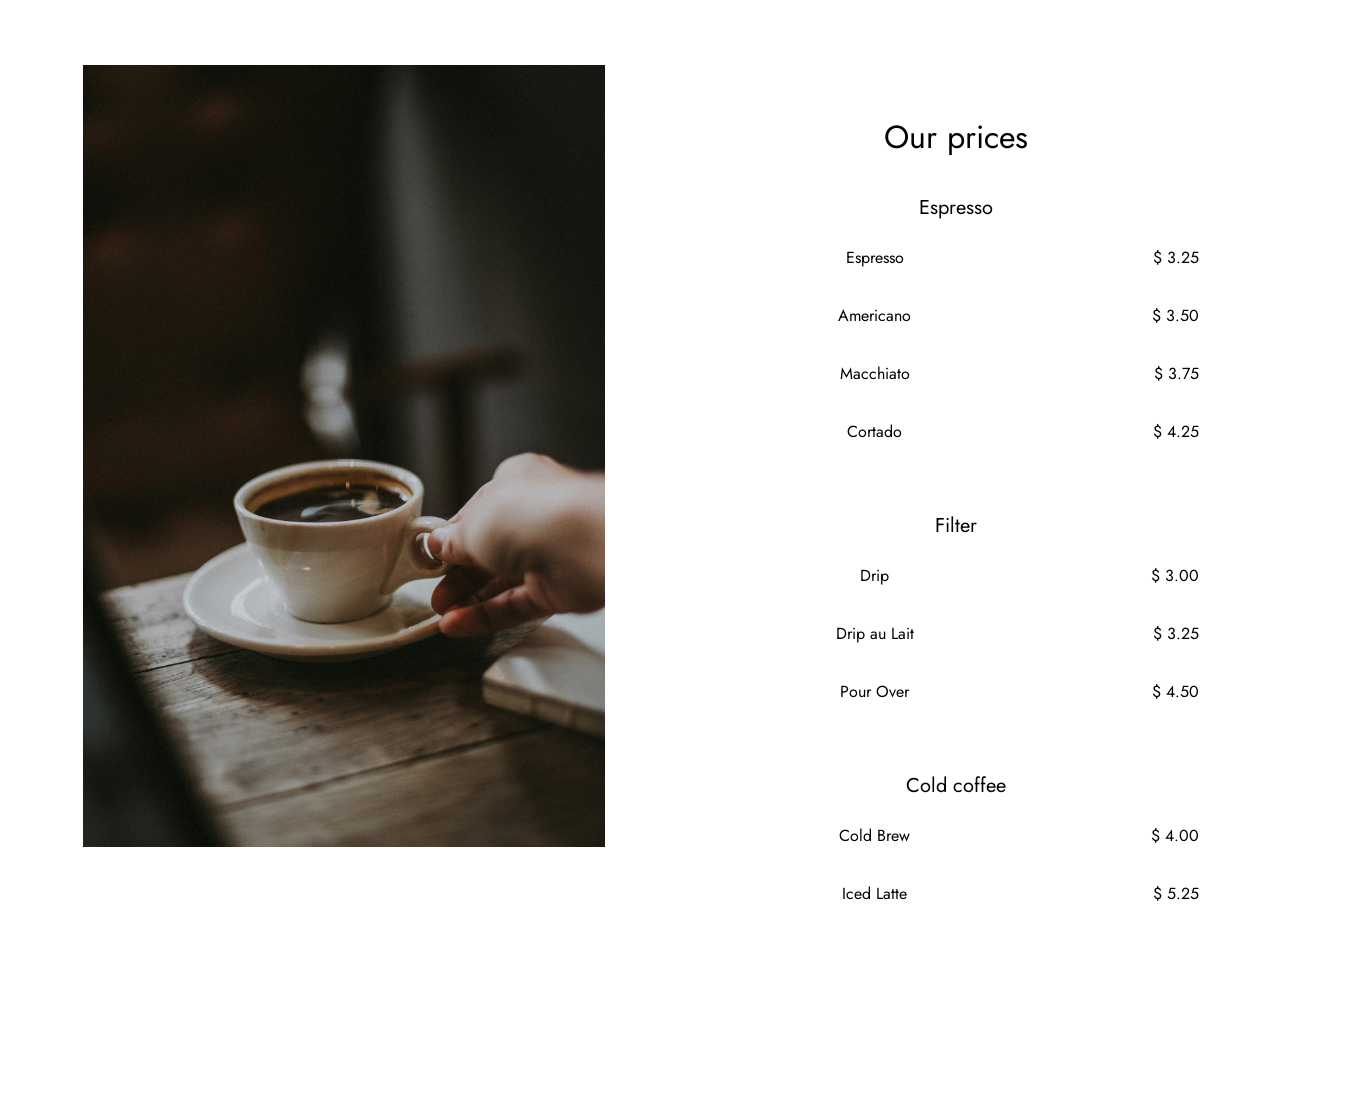 Our prices
Espresso
Espresso $ 3.25
Americano $ 3.50
Macchiato $ 3.75
Cortado $ 4.25
Filter
Drip $ 3.00
Drip au Lait $ 3.25
Pour Over $ 4.50
Cold coffee
Cold Brew $ 4.00
Iced Latte $ 5.25